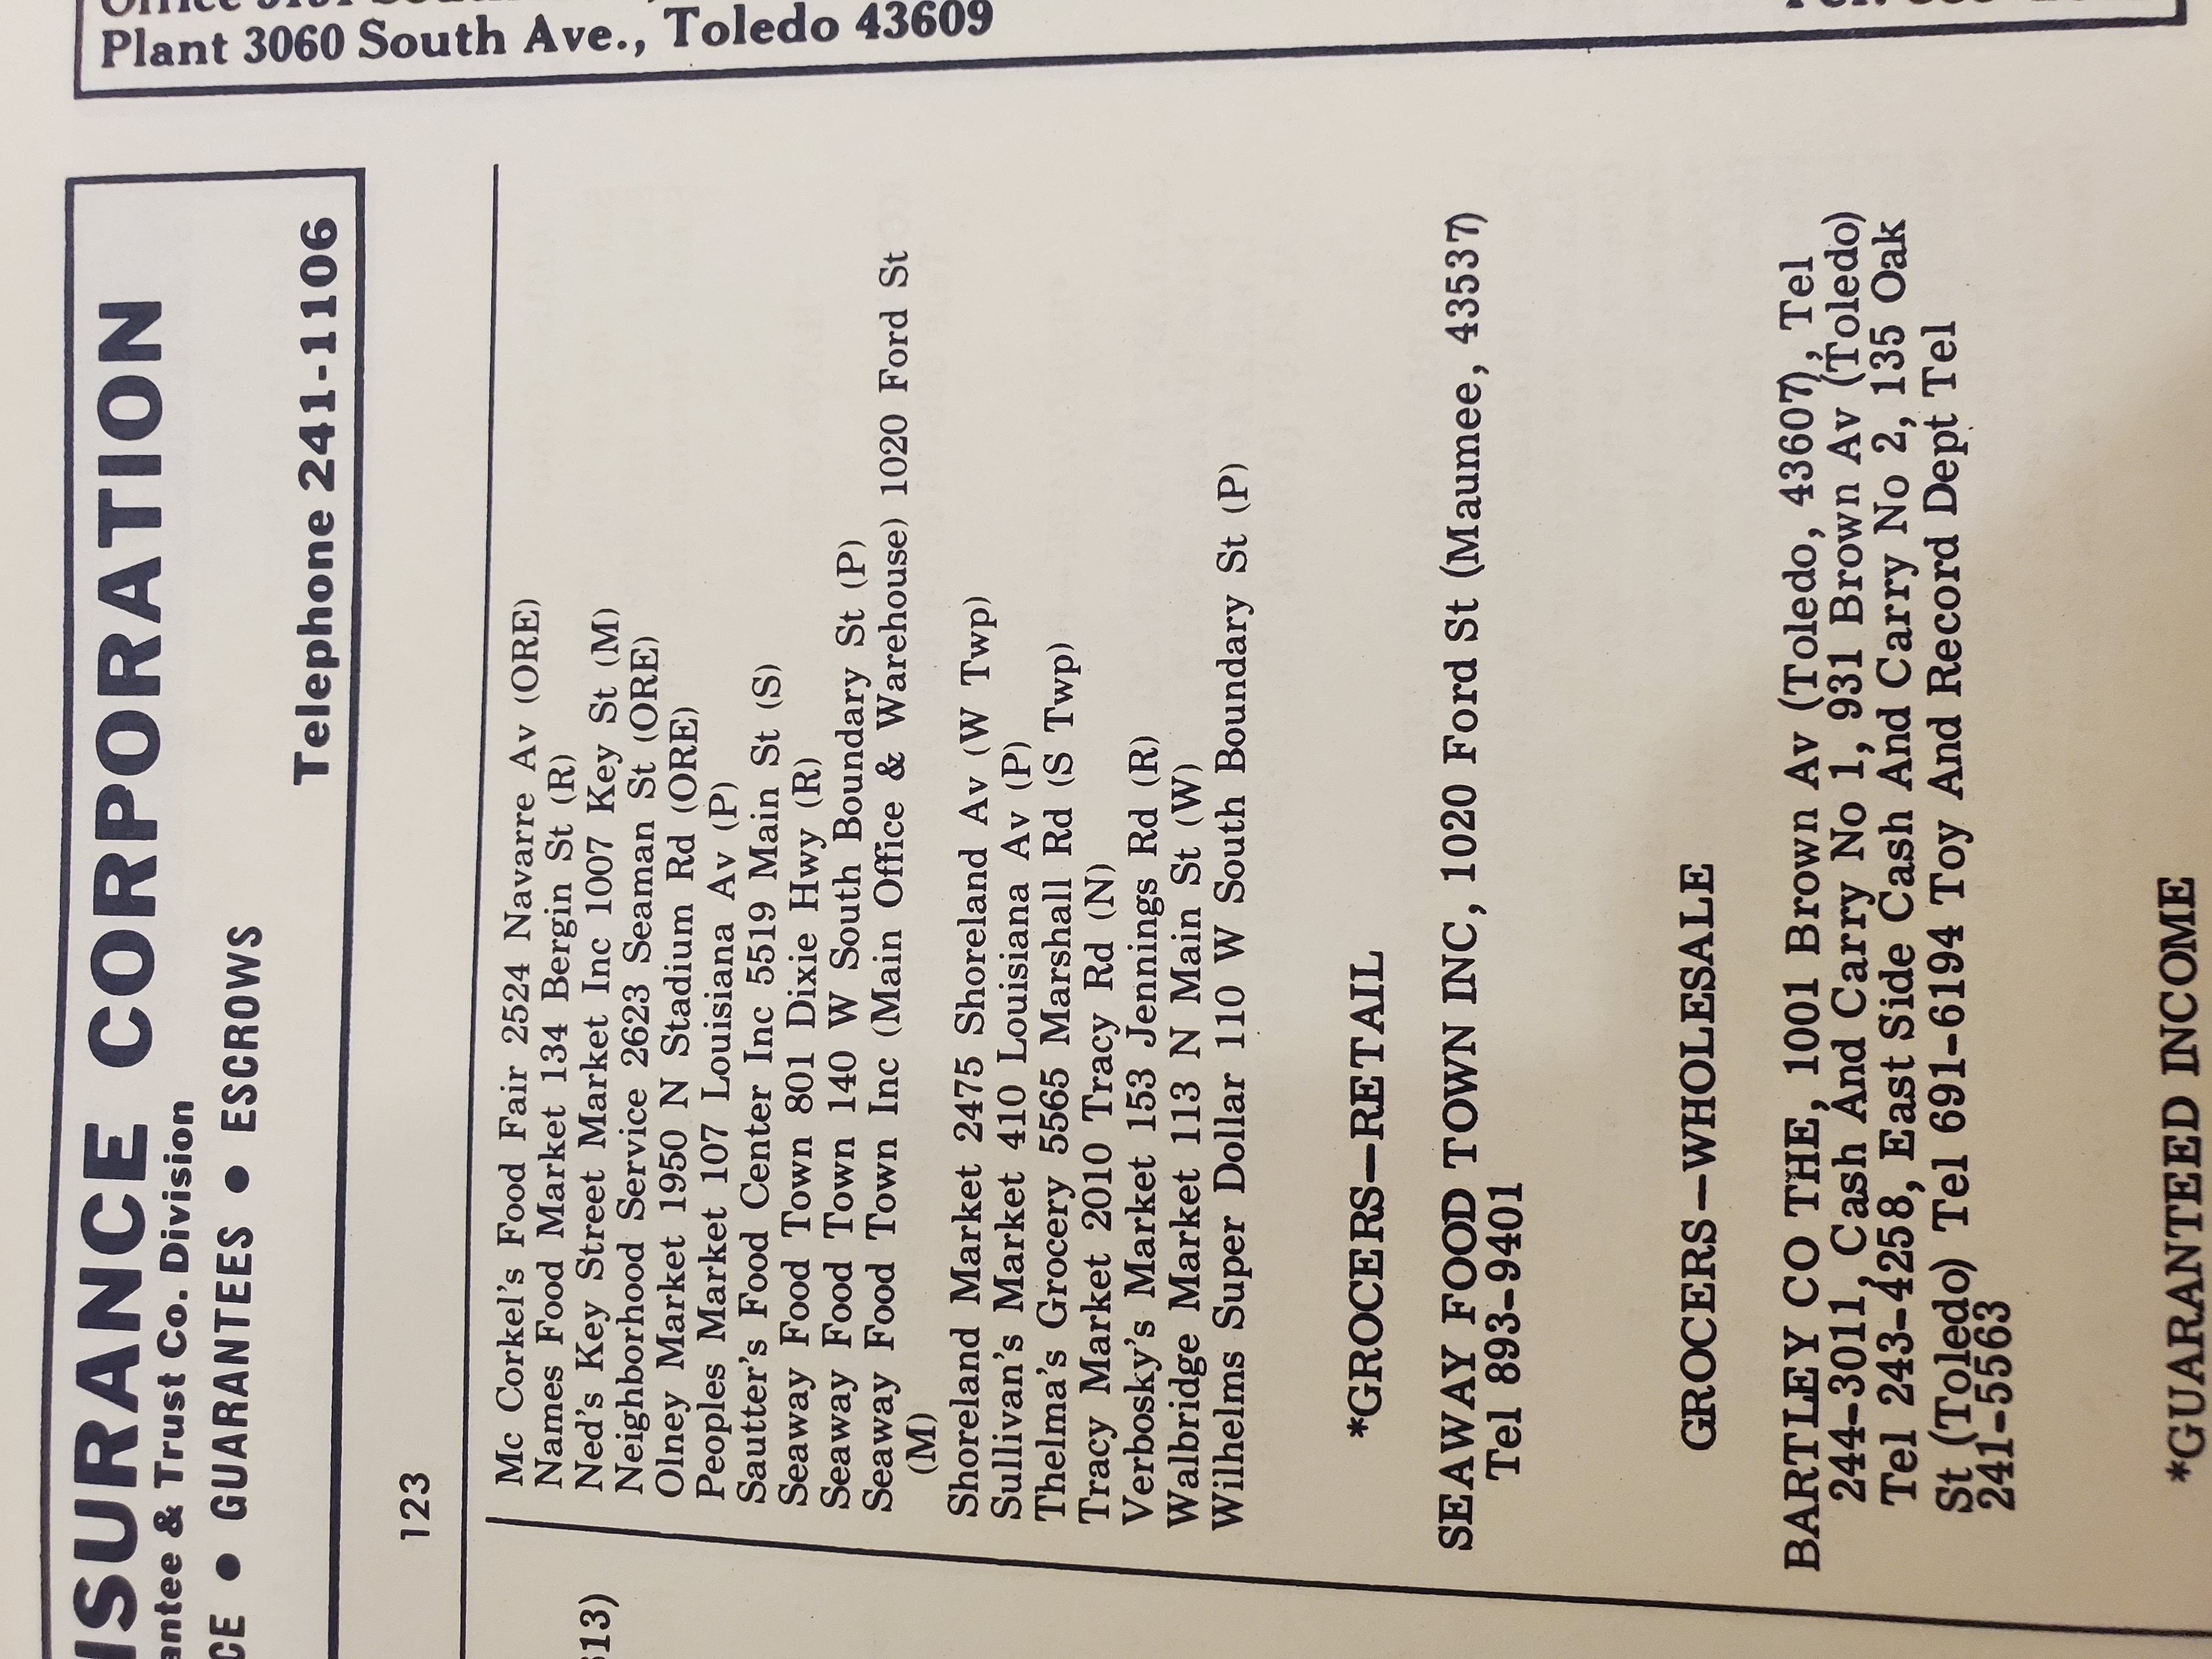 Plant 3060 South Ave., Toledo 43609
ISURANCE CORPORATION
antee & Trust Co. Division
CE • GUARANTEES • ESCROWS
Telephone 241-1106
123
Mc Corkel's Food Fair 2524 Navarre Av (ORE)
Names Food Market 134 Bergin St (R)
Ned's Key Street Market Inc 1007 Key St (M)
Neighborhood Service 2623 Seaman St (ORE)
Olney Market 1950 N Stadium Rd (ORE)
Peoples Market 107 Louisiana Av (P)
Sautter's Food Center Inc 5519 Main St (S)
Seaway Food Town 801 Dixie Hwy (R)
Seaway Food Town 140 W South Boundary St (P)
Seaway Food Town Inc (Main Office & Warehouse) 1020 Ford St
(M)
Shoreland Market 2475 Shoreland Av (W Twp)
Sullivan's Market 410 Louisiana Av (P)
Thelma's Grocery 5565 Marshall Rd (S Twp)
Tracy Market 2010 Tracy Rd (N)
Verbosky's Market 153 Jennings Rd (R)
Walbridge Market 113 N Main St (W)
Wilhelms Super Dollar 110 W South Boundary St (P)
*GROCERS—RETAIL
SEAWAY FOOD TOWN INC, 1020 Ford St (Maumee, 43537)
Tel 893-9401
GROCERS—WHOLESALE
BARTLEY CO THE, 1001 Brown Av (Toledo, 43607), Tel
244-3011, Cash And Carry No 1, 931 Brown Av (Toledo)
Tel 243-4258, East Side Cash And Carry No 2, 135 Oak
St (Toledo) Tel 691-6194 Toy And Record Dept Tel
241-5563
*GUARANTEED INCOME
613)